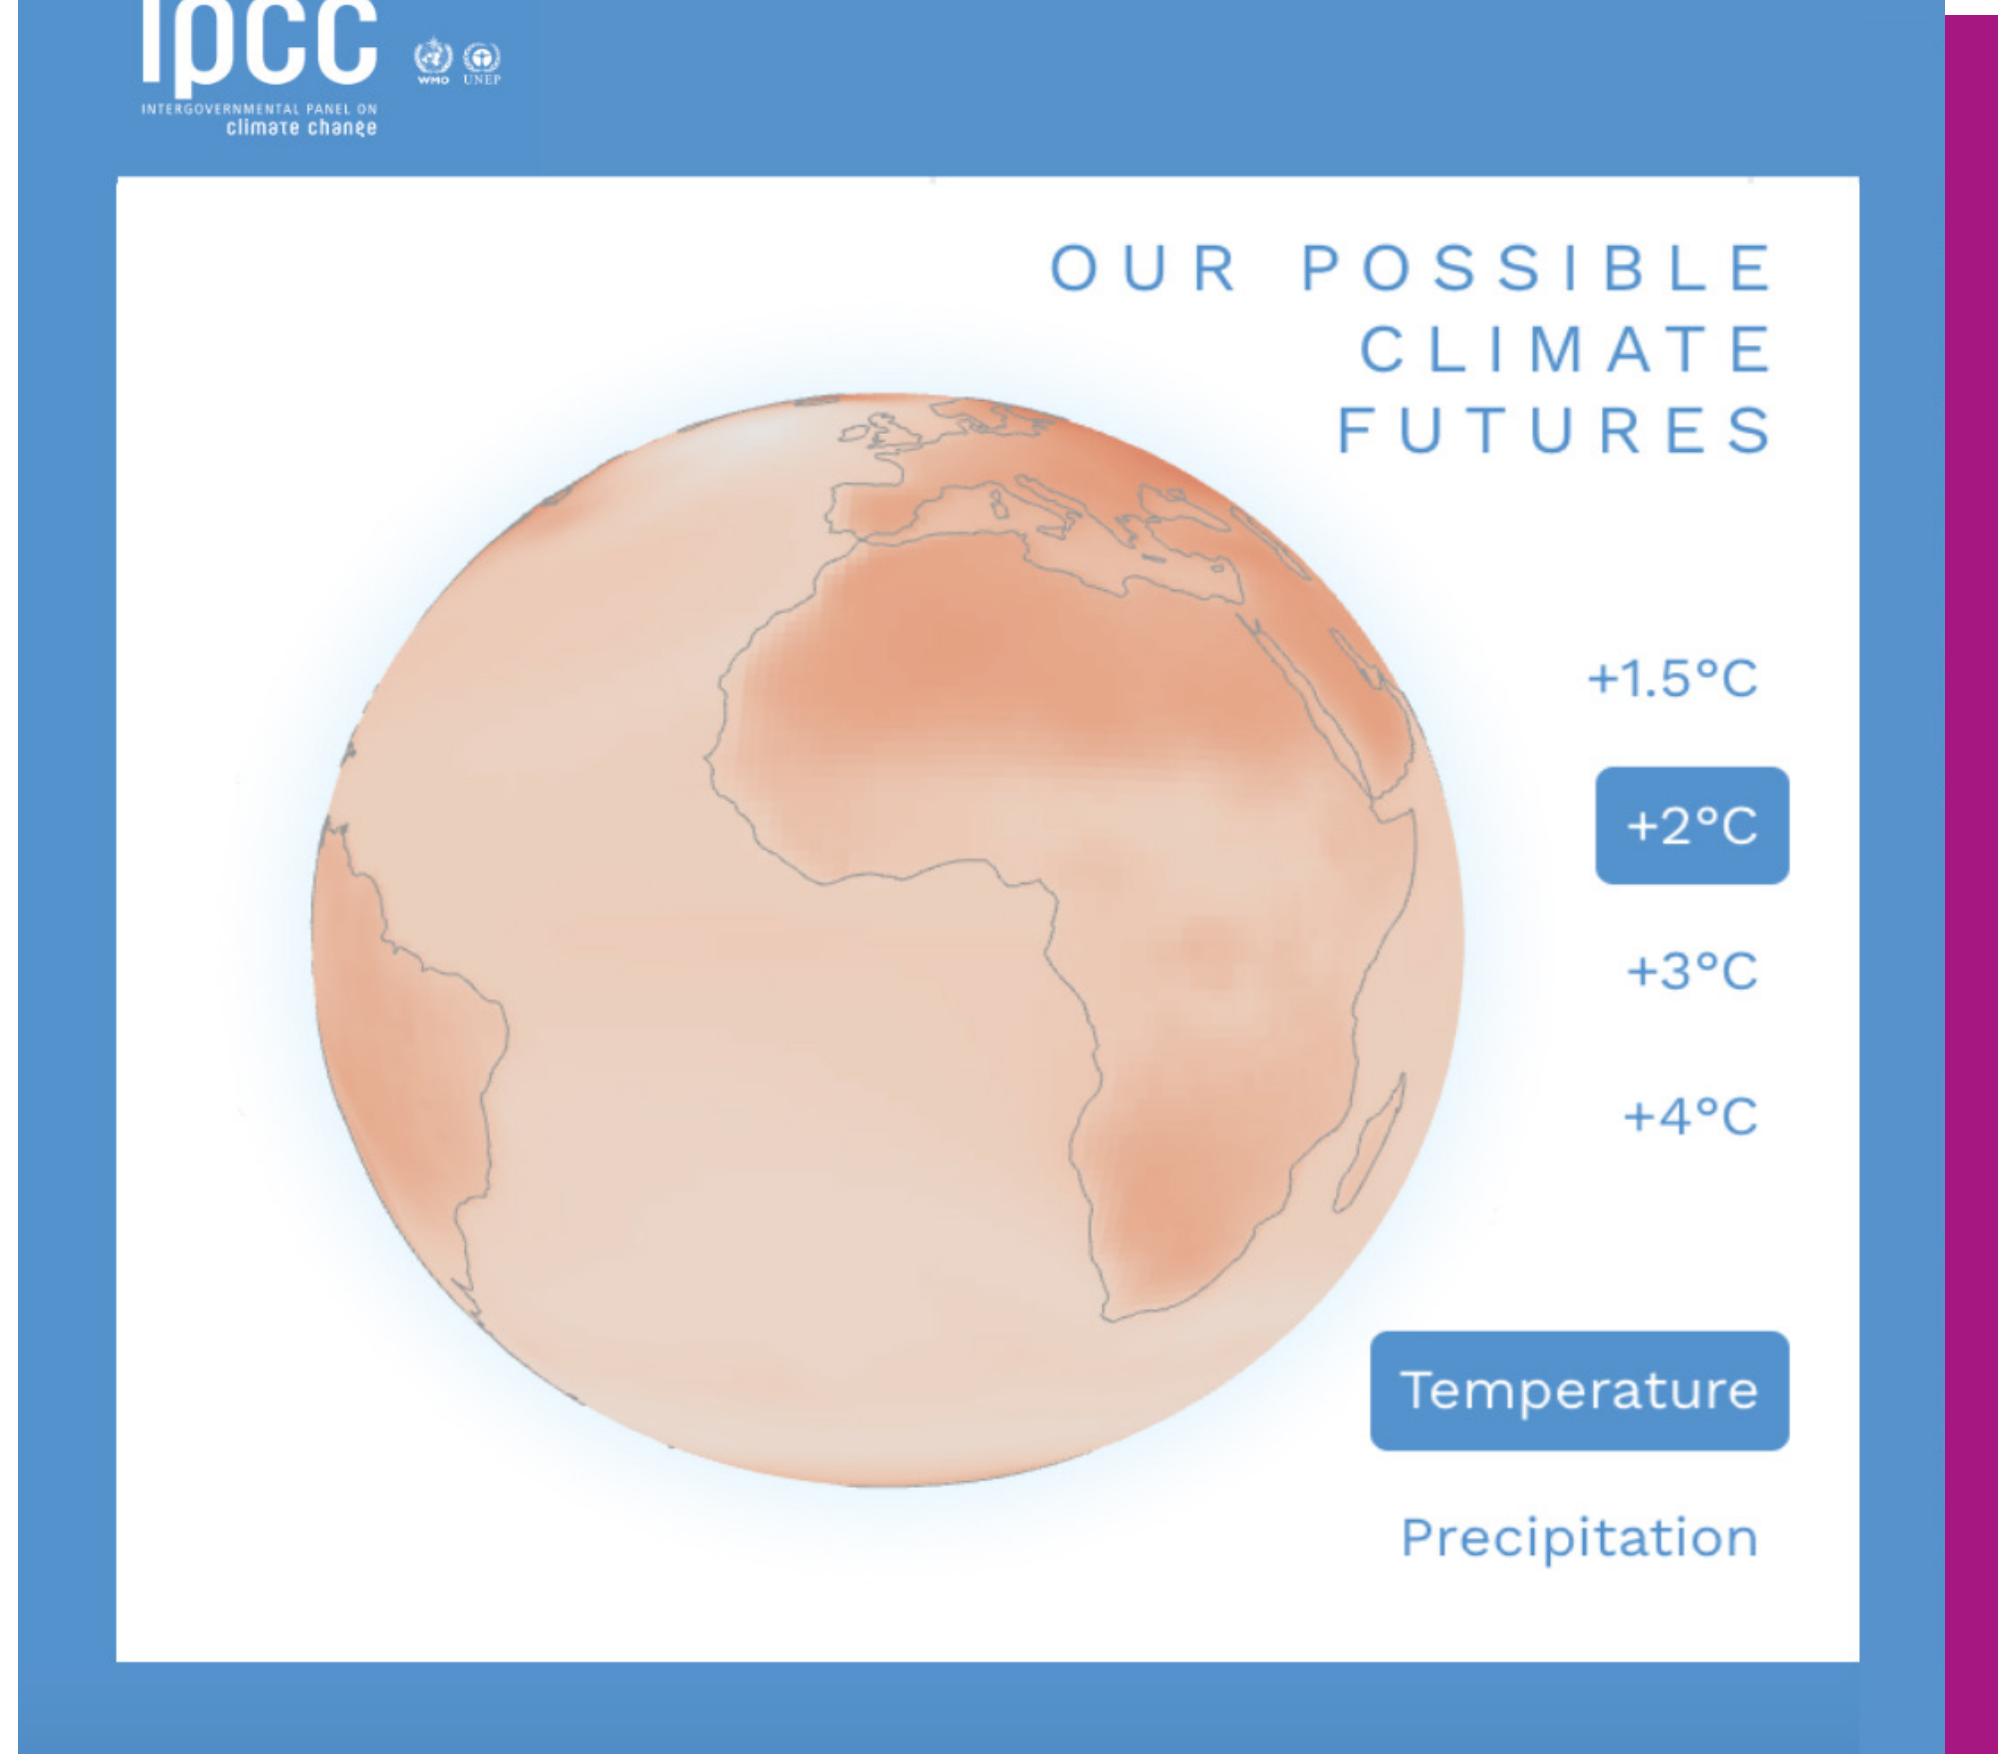 ipcc
WMO UNEP
INTERGOVERNMENTAL PANEL ON
climate change
OUR POSSIBLE
CLIMATE
FUTURES
+1.5°C
+2°C
+3°C
+4°C
Temperature
Precipitation